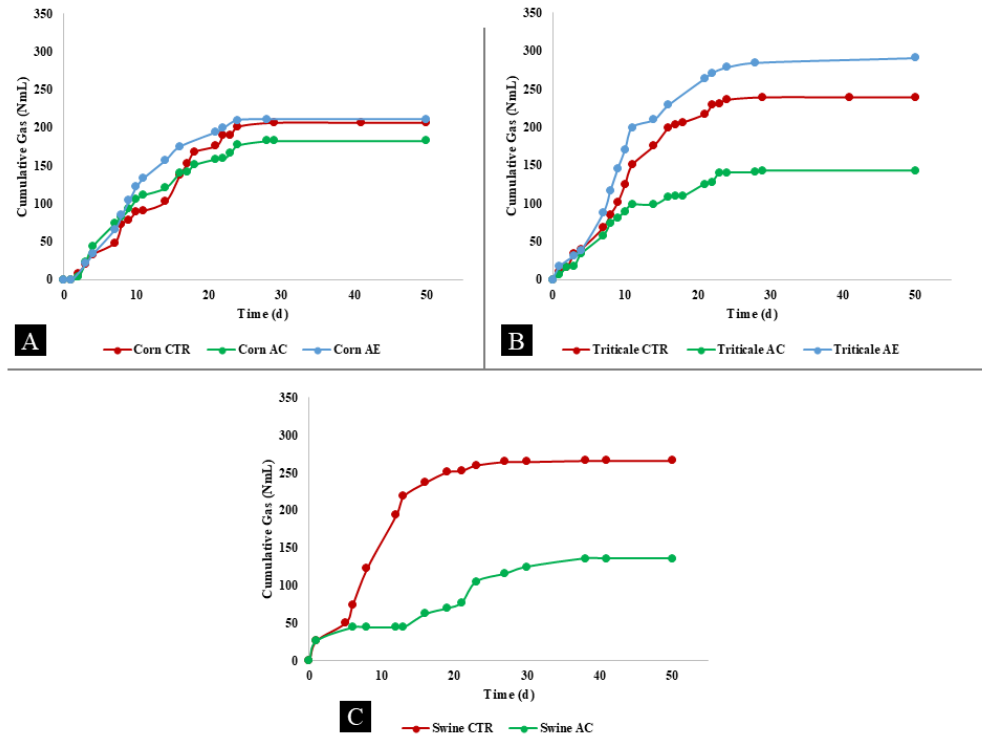 350
300
250
200
150
100
50
0
Cumulative Gas (NmL)
0 10 20 30 40 50
Time (d)
A
Corn CTR Corn AC Corn AE
350
300
250
200
150
100
50
0
Cumulative Gas (NmL)
0 10 20 30 40 50
Time (d)
B
Triticale CTR Triticale AC Triticale AE
350
300
250
200
150
100
50
0
Cumulative Gas (NmL)
0 10 20 30 40 50
Time (d)
C
Swine CTR Swine AC